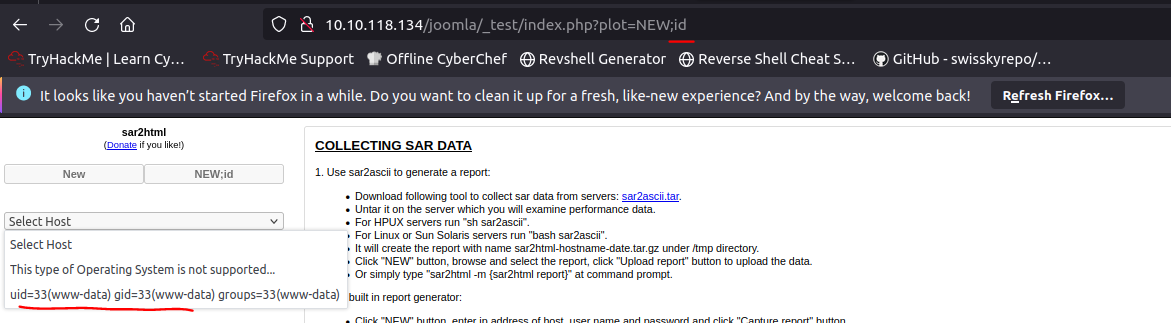 10.10.118.134/joomla/_test/index.php?plot=NEW;id
TryHackMe | Learn Cy… TryHackMe Support Offline CyberChef Revshell Generator Reverse Shell Cheat S… GitHub - swisskyrepo/…
It looks like you haven’t started Firefox in a while. Do you want to clean it up for a fresh, like-new experience? And by the way, welcome back! Refresh Firefox…
sar2html
(Donate if you like!)
New NEW;id
Select Host
Select Host
This type of Operating System is not supported...
uid=33(www-data) gid=33(www-data) groups=33(www-data)
COLLECTING SAR DATA
1. Use sar2ascii to generate a report:
Download following tool to collect sar data from servers: sar2ascii.tar.
Untar it on the server which you will examine performance data.
For HPUX servers run "sh sar2ascii".
For Linux or Sun Solaris servers run "bash sar2ascii".
It will create the report with name sar2html-hostname-date.tar.gz under /tmp directory.
Click "NEW" button, browse and select the report, click "Upload report" button to upload the data.
Or simply type "sar2html -m {sar2html report}" at command prompt.
built in report generator:
Click "NEW" button, enter in address of host, user name and password and click "Capture report" button